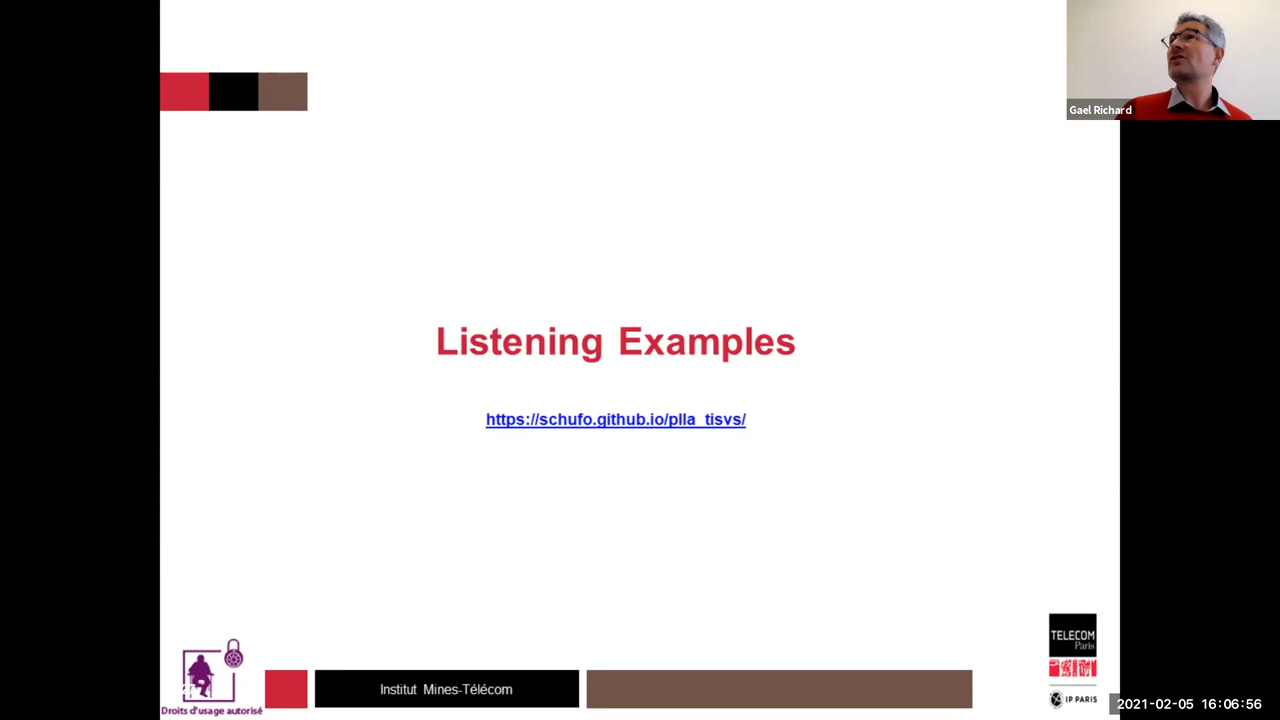 Gael Richard
Listening Examples
https://schufo.github.io/plla_tisvs/
TELECOM
Paris
Institut Mines-Télécom
IP PARIS
Droits d'usage autorisé
2021-02-05 16:06:56